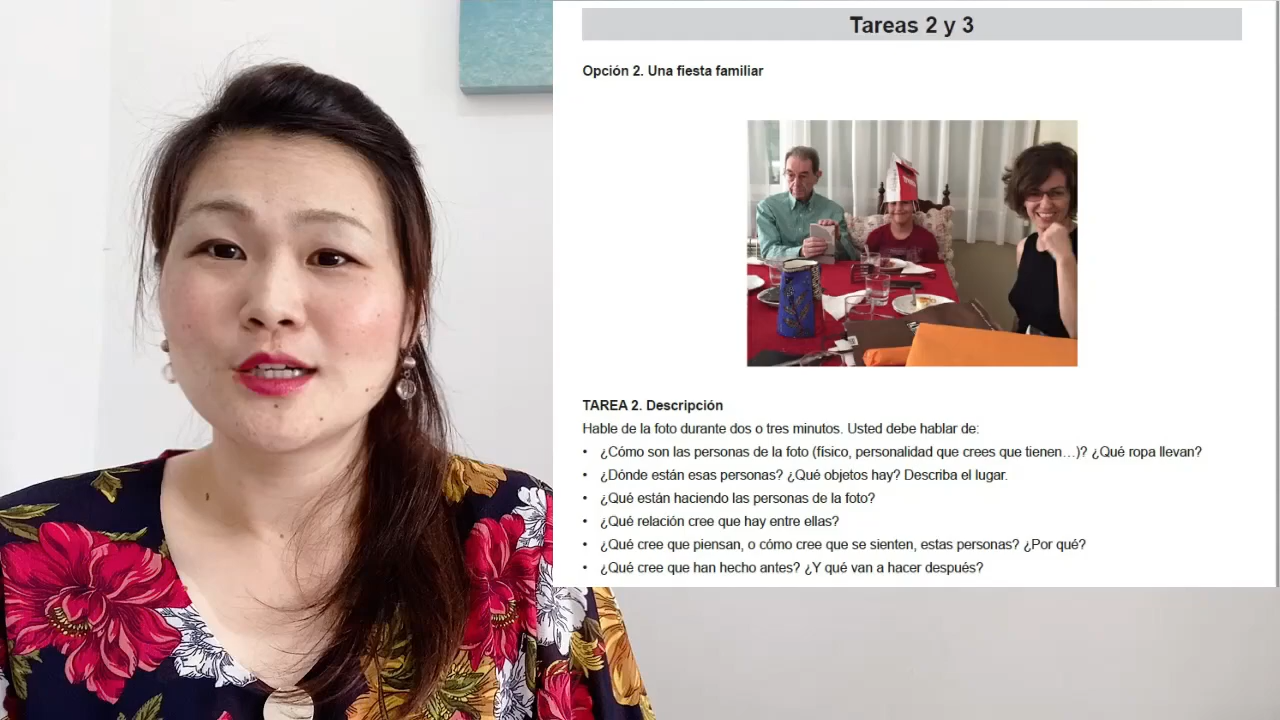 Tareas 2 y 3
Opción 2. Una fiesta familiar
TAREA 2. Descripción
Hable de la foto durante dos o tres minutos. Usted debe hablar de:
• ¿Cómo son las personas de la foto (físico, personalidad que crees que tienen…)? ¿Qué ropa llevan?
• ¿Dónde están esas personas? ¿Qué objetos hay? Describa el lugar.
• ¿Qué están haciendo las personas de la foto?
• ¿Qué relación cree que hay entre ellas?
• ¿Qué cree que piensan, o cómo cree que se sienten, estas personas? ¿Por qué?
• ¿Qué cree que han hecho antes? ¿Y qué van a hacer después?